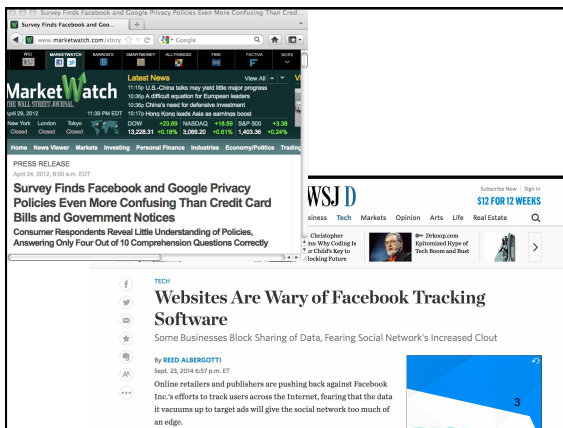 Survey Finds Facebook and Google Privacy Policies Even More Confusing Than Cred...
Survey Finds Facebook and Goo...
www.marketwatch.com/story
Google
WSJ MARKETWATCH BARRON'S SMARTMONEY ALLTHINGSD FINS FACTIVA MORE
MarketWatch
THE WALL STREET JOURNAL.
Latest News View All
11:15p U.S.-China talks may yield little major progress
10:38p A difficult equation for European leaders
10:36p China's need for defensive investment
10:17p Hong Kong leads Asia as earnings boost
April 29, 2012 11:39 PM EDT
New York London Tokyo
Closed Closed Closed
DOW +23.69 NASDAQ +18.59 S&P 500 +3.38
13,228.31 +0.18% 3,069.20 +0.61% 1,403.36 +0.24%
Home News Viewer Markets Investing Personal Finance Industries Economy/Politics Trading
PRESS RELEASE
April 24, 2012, 8:00 a.m. EDT
Survey Finds Facebook and Google Privacy
Policies Even More Confusing Than Credit Card
Bills and Government Notices
Consumer Respondents Reveal Little Understanding of Policies,
Answering Only Four Out of 10 Comprehension Questions Correctly
WSJ D
Subscribe Now Sign In
$12 FOR 12 WEEKS
siness Tech Markets Opinion Arts Life Real Estate
Christopher
ms: Why Coding Is
ur Child's Key to
locking Future
Drkoop.com
Epitomized Hype of
Tech Boom and Bust
TECH
Websites Are Wary of Facebook Tracking
Software
Some Businesses Block Sharing of Data, Fearing Social Network's Increased Clout
By REED ALBERGOTTI
Sept. 23, 2014 6:57 p.m. ET
Online retailers and publishers are pushing back against Facebook
Inc.'s efforts to track users across the Internet, fearing that the data
it vacuums up to target ads will give the social network too much of
an edge.
3